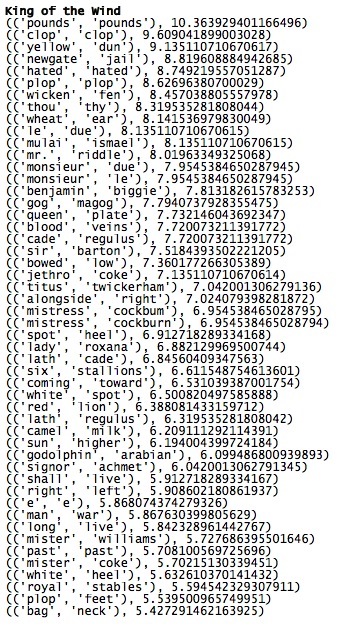 King of the Wind
(('pounds', 'pounds'), 10.363929401166496)
(('clop', 'clop'), 9.609041899003028)
(('yellow', 'dun'), 9.135110710670617)
(('newgate', 'jail'), 8.819608884942685)
(('hated', 'hated'), 8.749219557051287)
(('plop', 'plop'), 8.62696380700029)
(('wicken', 'fen'), 8.457038805557978)
(('thou', 'thy'), 8.319535281808044)
(('wheat', 'ear'), 8.141536979830049)
(('le', 'due'), 8.135110710670615)
(('mulai', 'ismael'), 8.135110710670615)
(('mr.', 'riddle'), 8.01963349325068)
(('monsieur', 'due'), 7.9545384650287945)
(('monsieur', 'le'), 7.9545384650287945)
(('benjamin', 'biggie'), 7.813182615783253)
(('gog', 'magog'), 7.7940737928355475)
(('queen', 'plate'), 7.732146043692347)
(('blood', 'veins'), 7.720073211391772)
(('cade', 'regulus'), 7.720073211391772)
(('sir', 'barton'), 7.5184393502221205)
(('bowed', 'low'), 7.360177266305389)
(('jethro', 'coke'), 7.135110710670614)
(('titus', 'twickerham'), 7.042001306279136)
(('alongside', 'right'), 7.024079398281872)
(('mistress', 'cockbum'), 6.954538465028795)
(('mistress', 'cockburn'), 6.954538465028794)
(('spot', 'heel'), 6.912718289334168)
(('lady', 'roxana'), 6.882129969500744)
(('lath', 'cade'), 6.84560409347563)
(('six', 'stallions'), 6.611548754613601)
(('coming', 'toward'), 6.531039387001754)
(('white', 'spot'), 6.500820497585888)
(('red', 'lion'), 6.388081433159712)
(('lath', 'regulus'), 6.319535281808042)
(('camel', 'milk'), 6.209111292114391)
(('sun', 'higher'), 6.194004399724184)
(('godolphin', 'arabian'), 6.099486800939893)
(('signor', 'achmet'), 6.0420013062791345)
(('shall', 'live'), 5.912718289334167)
(('right', 'left'), 5.908602180861937)
(('e', 'e'), 5.868074374279326)
(('man', 'war'), 5.867630399805629)
(('long', 'live'), 5.842328961442767)
(('mister', 'williams'), 5.727686395501646)
(('past', 'past'), 5.708100569725696)
(('mister', 'coke'), 5.70215130339451)
(('white', 'heel'), 5.632610370141432)
(('royal', 'stables'), 5.594542329307911)
(('plop', 'feet'), 5.539500965749951)
(('bag', 'neck'), 5.427291462163925)